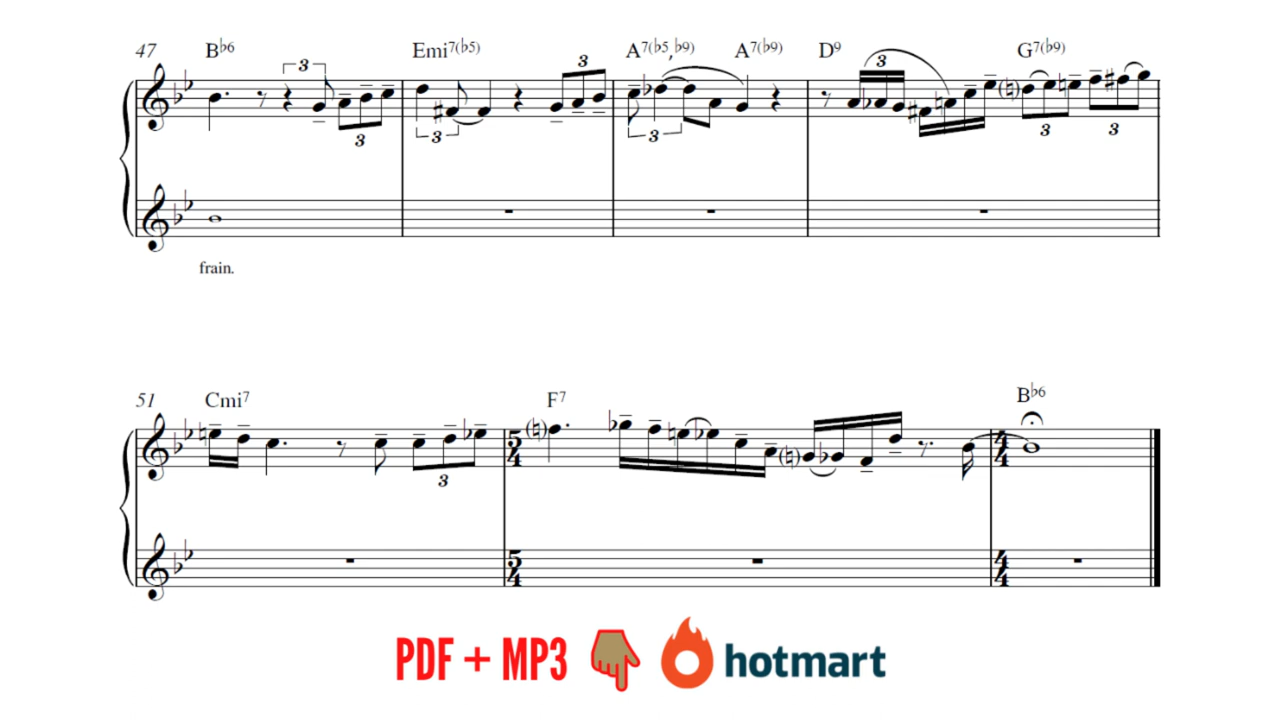 47 B♭6 Emi7(♭5) A7(♭5,♭9) A7(♭9) D9 G7(♭9)
3 3 3 3 3 3 3 3
frain.
51 Cmi7 F7 B♭6
3 5 4 4 4
5 4 4 4
PDF + MP3 hotmart